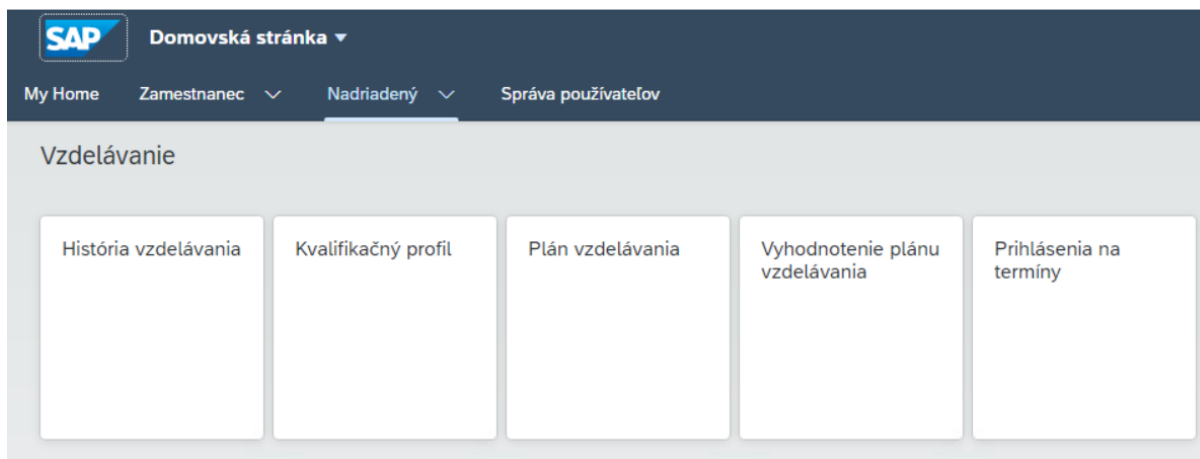 SAP Domovská stránka
My Home Zamestnanec Nadriadený Správa používateľov
Vzdelávanie
História vzdelávania
Kvalifikačný profil
Plán vzdelávania
Vyhodnotenie plánu
vzdelávania
Prihlásenia na
termíny